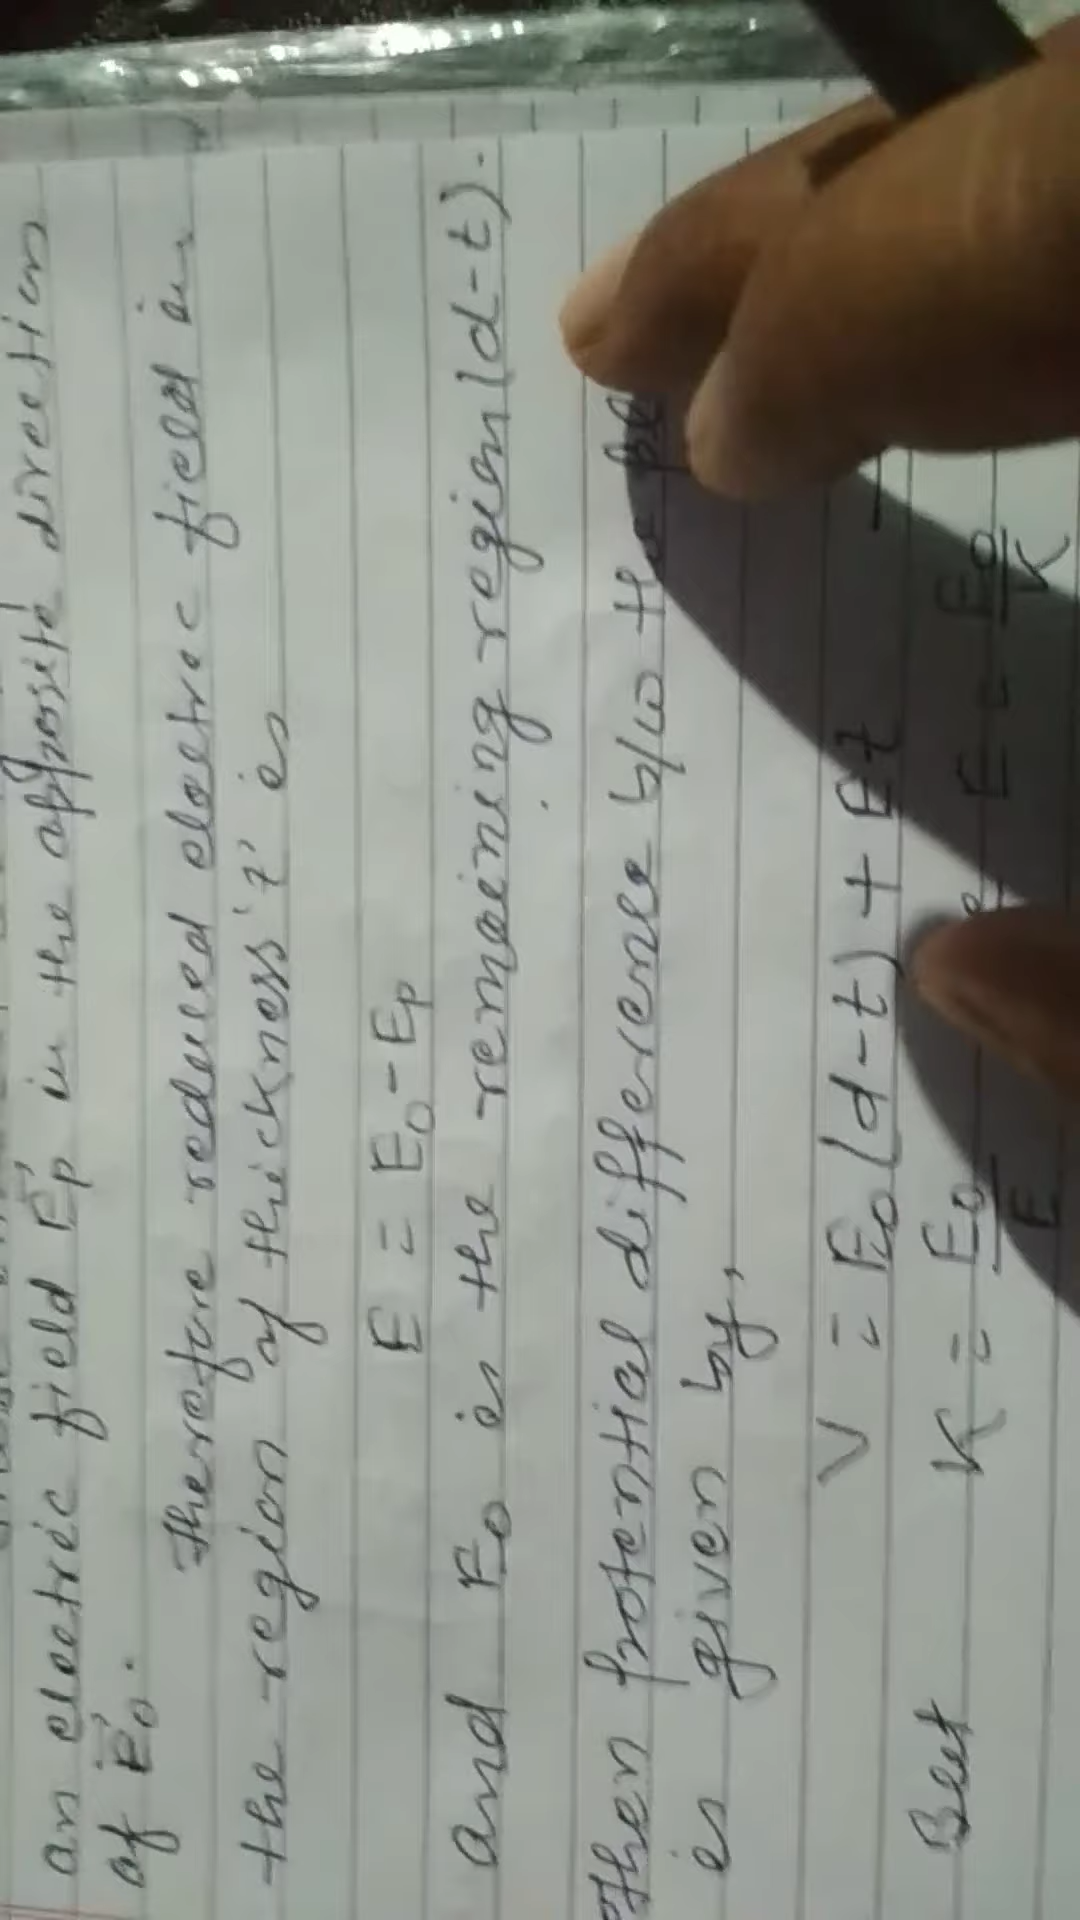 an electric field E⃗p in the opposite direction
of E⃗o.
Therefore reduced electric field in
the region of thickness 't' is
E = Eo - Ep
and Eo is the remaining region (d-t).
Then potential difference b/w the
is given by,
V = Eo(d-t) + Et
But K = Eo/E E = Eo/K